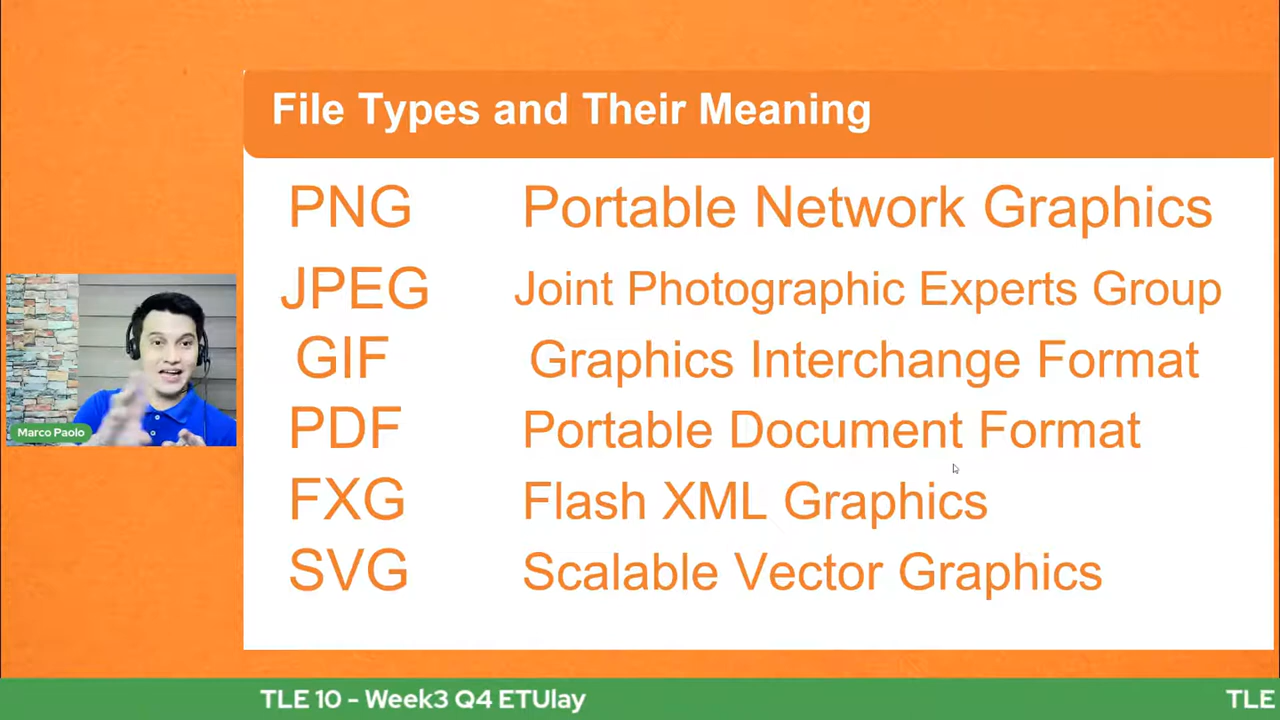 File Types and Their Meaning
PNG Portable Network Graphics
JPEG Joint Photographic Experts Group
GIF Graphics Interchange Format
PDF Portable Document Format
FXG Flash XML Graphics
SVG Scalable Vector Graphics
Marco Paolo
TLE 10 - Week3 Q4 ETUlay
TLE